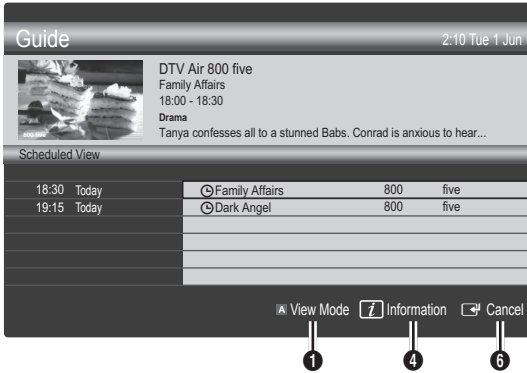 Guide 2:10 Tue 1 Jun
DTV Air 800 five
Family Affairs
18:00 - 18:30
Drama
Tanya confesses all to a stunned Babs. Conrad is anxious to hear...
800 five
Scheduled View
18:30 Today Family Affairs 800 five
19:15 Today Dark Angel 800 five
A View Mode i Information Cancel
1 4 6